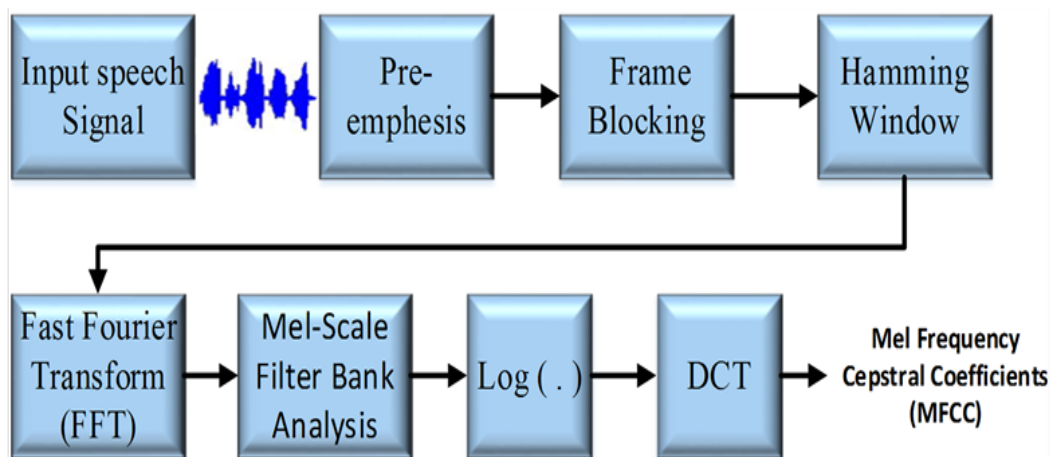 Input speech
Signal
Pre-
emphesis
Frame
Blocking
Hamming
Window
Fast Fourier
Transform
(FFT)
Mel-Scale
Filter Bank
Analysis
Log ( . )
DCT
Mel Frequency
Cepstral Coefficients
(MFCC)